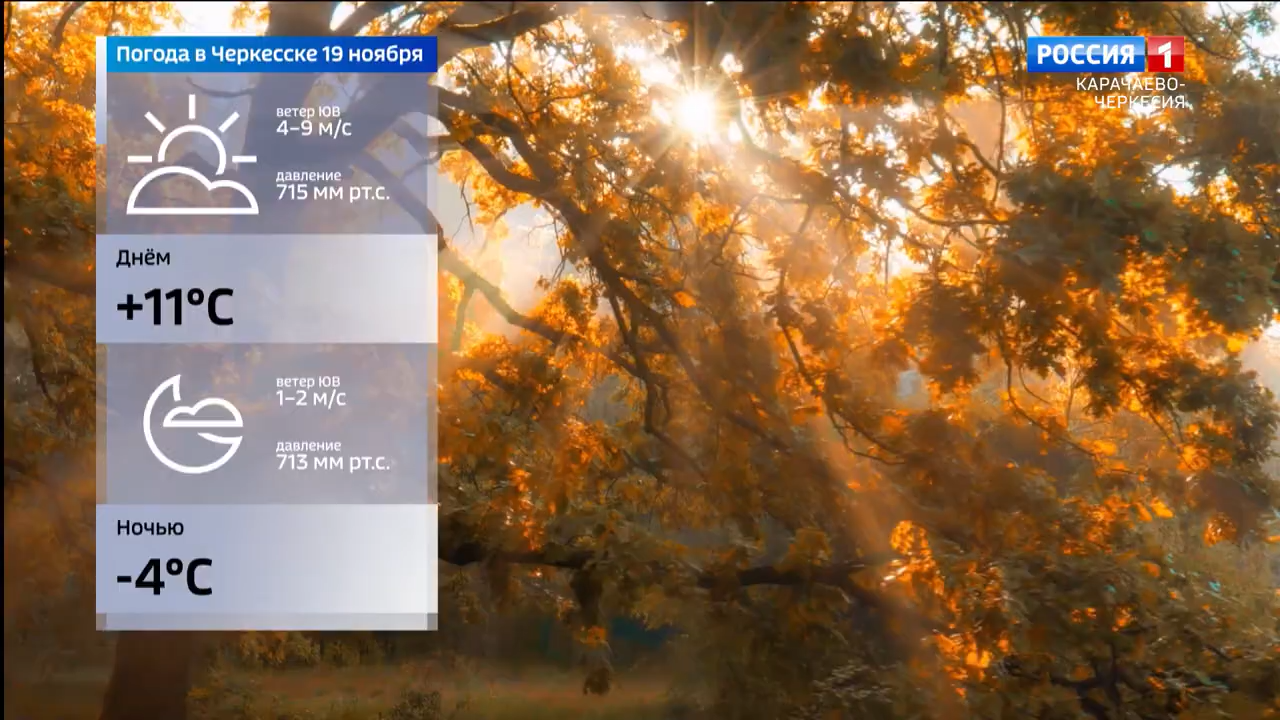 Погода в Черкесске 19 ноября
ветер ЮВ
4–9 м/с
давление
715 мм рт.с.
Днём
+11°C
ветер ЮВ
1–2 м/с
давление
713 мм рт.с.
Ночью
-4°C
РОССИЯ 1
КАРАЧАЕВО-
ЧЕРКЕСИЯ